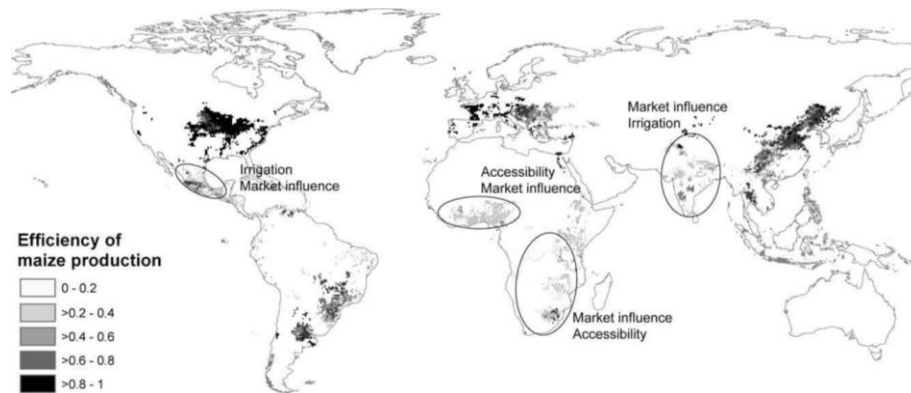 Market influence
Irrigation
Irrigation
Market influence
Accessibility
Market influence
Market influence
Accessibility
Efficiency of
maize production
0 - 0.2
>0.2 - 0.4
>0.4 - 0.6
>0.6 - 0.8
>0.8 - 1